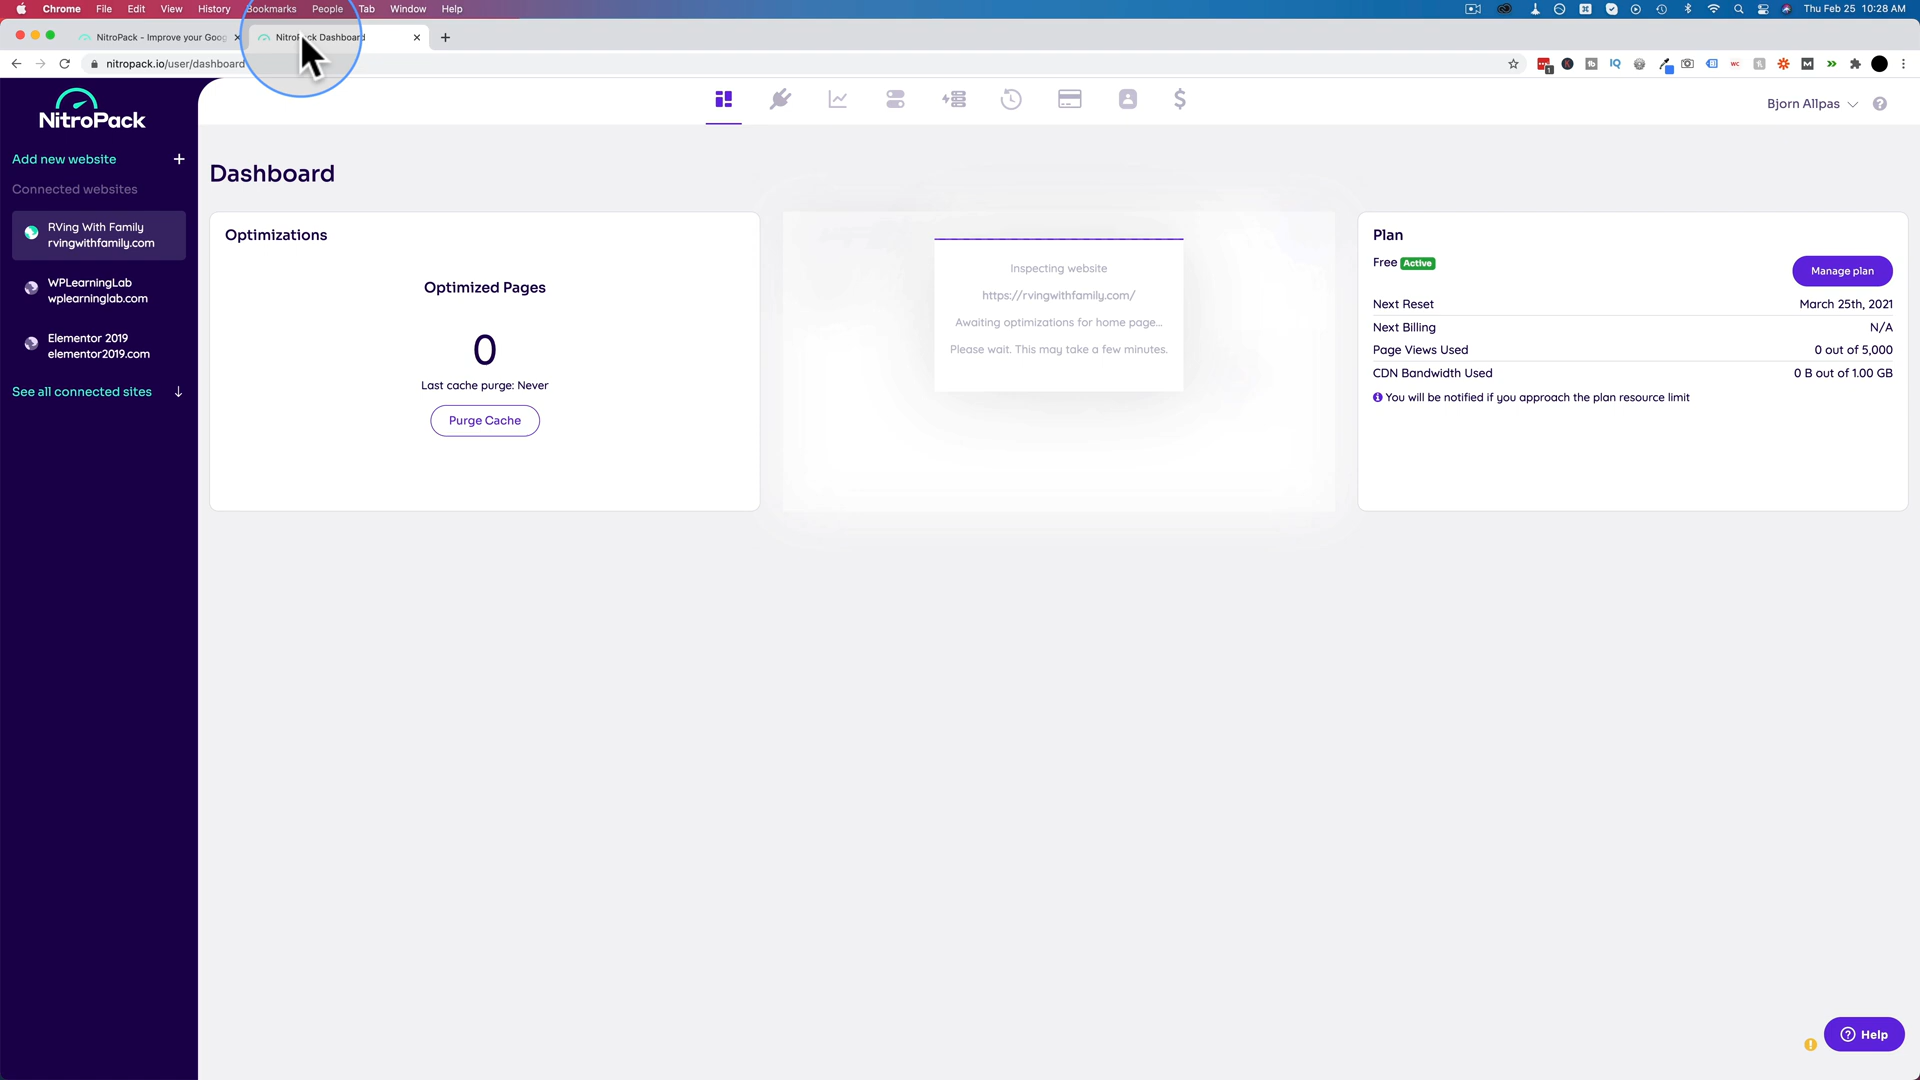 Chrome File Edit View History Bookmarks People Tab Window Help
Thu Feb 25 10:28 AM
NitroPack - Improve your Goog
NitroPack Dashboard
nitropack.io/user/dashboard
NitroPack
Bjorn Allpas
Add new website +
Connected websites
RVing With Family
rvingwithfamily.com
WPLearningLab
wplearninglab.com
Elementor 2019
elementor2019.com
See all connected sites
Dashboard
Optimizations
Optimized Pages
0
Last cache purge: Never
Purge Cache
Inspecting website
https://rvingwithfamily.com/
Awaiting optimizations for home page...
Please wait. This may take a few minutes.
Plan
Free Active
Manage plan
Next Reset March 25th, 2021
Next Billing N/A
Page Views Used 0 out of 5,000
CDN Bandwidth Used 0 B out of 1.00 GB
You will be notified if you approach the plan resource limit
Help